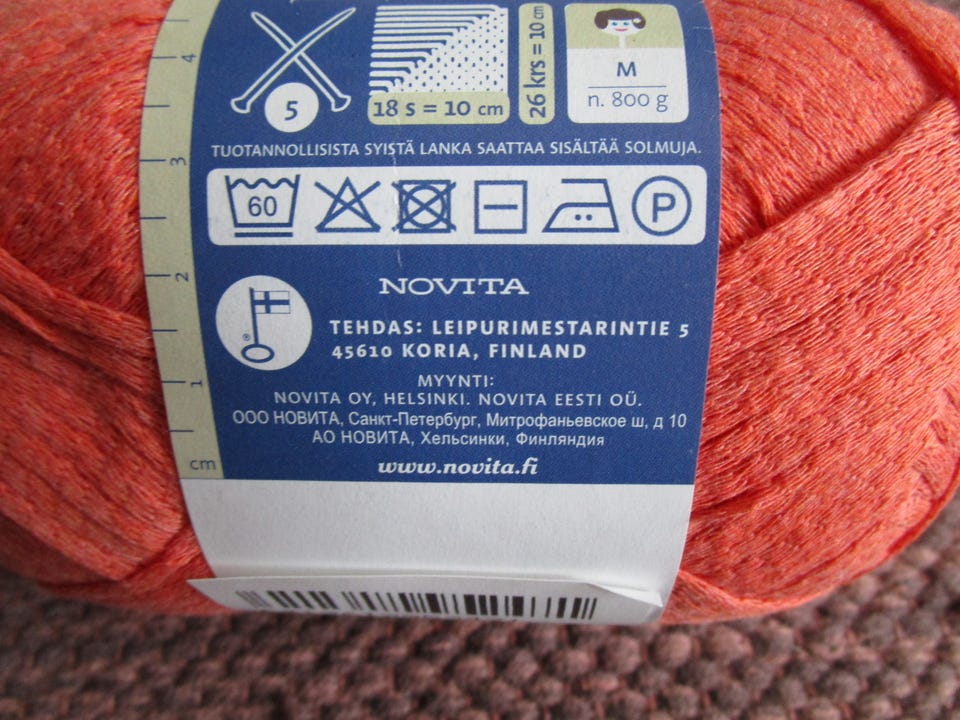 5
18 s = 10 cm
26 krs = 10 cm
M
n. 800 g
TUOTANNOLLISISTA SYISTÄ LANKA SAATTAA SISÄLTÄÄ SOLMUJA.
60
P
4
3
2
1
cm
NOVITA
®
TEHDAS: LEIPURIMESTARINTIE 5
45610 KORIA, FINLAND
MYYNTI:
NOVITA OY, HELSINKI. NOVITA EESTI OÜ.
ООО НОВИТА, Санкт-Петербург, Митрофаньевское ш, д 10
АО НОВИТА, Хельсинки, Финляндия
www.novita.fi